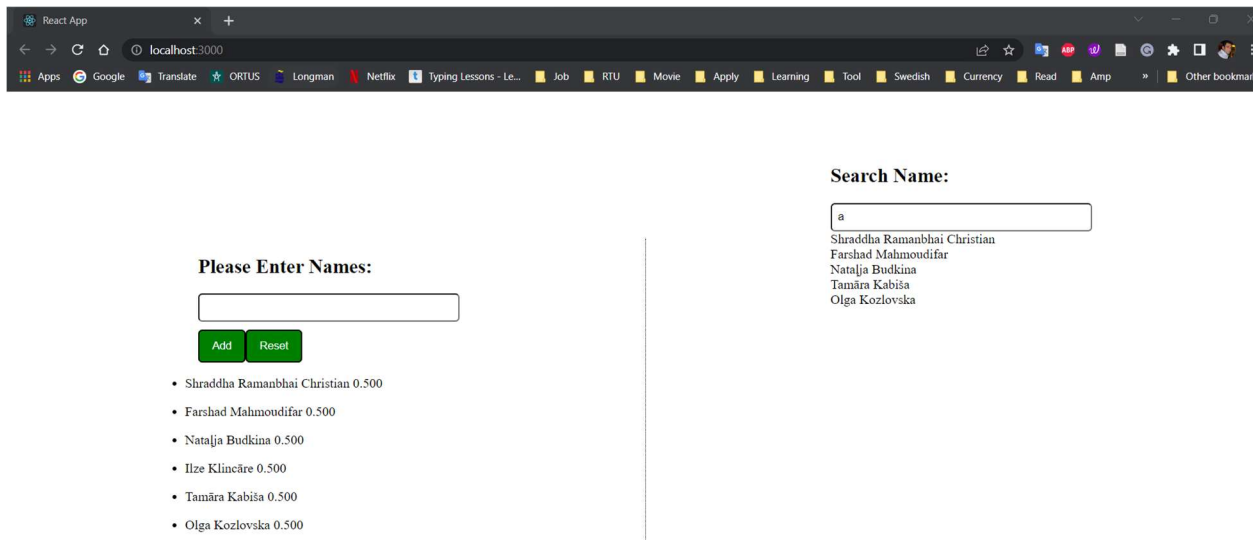 React App
localhost:3000
ABP
Apps Google Translate ORTUS Longman Netflix Typing Lessons - Le... Job RTU Movie Apply Learning Tool Swedish Currency Read Amp » Other bookmar
Please Enter Names:
Add Reset
Shraddha Ramanbhai Christian 0.500
Farshad Mahmoudifar 0.500
Nataļja Budkina 0.500
Ilze Klincāre 0.500
Tamāra Kabiša 0.500
Olga Kozlovska 0.500
Search Name:
a
Shraddha Ramanbhai Christian
Farshad Mahmoudifar
Nataļja Budkina
Tamāra Kabiša
Olga Kozlovska